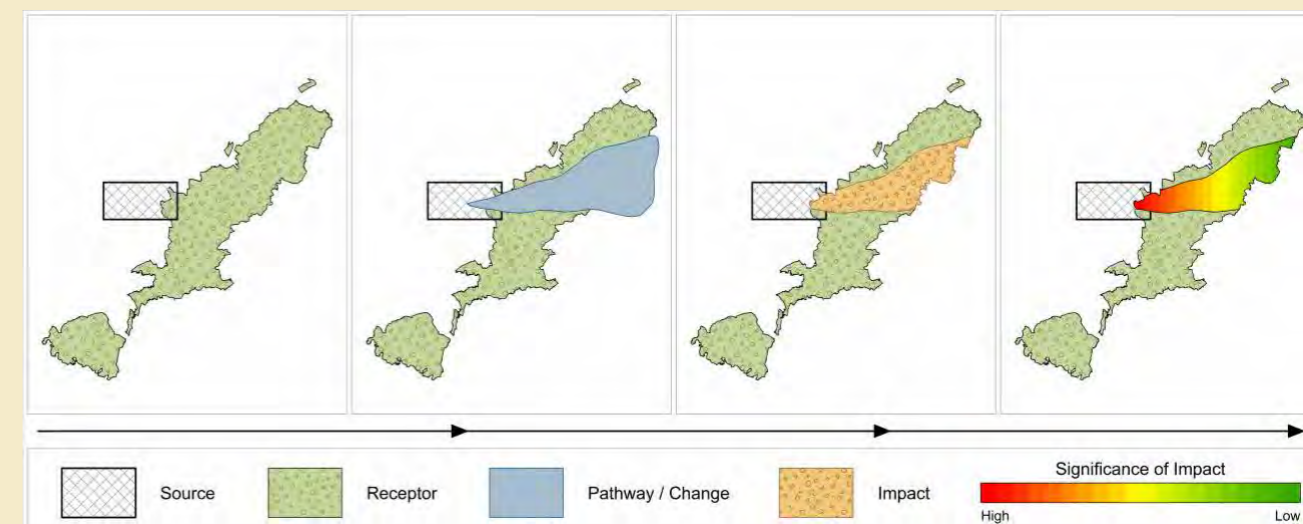 Source
Receptor
Pathway / Change
Impact
Significance of Impact
High
Low